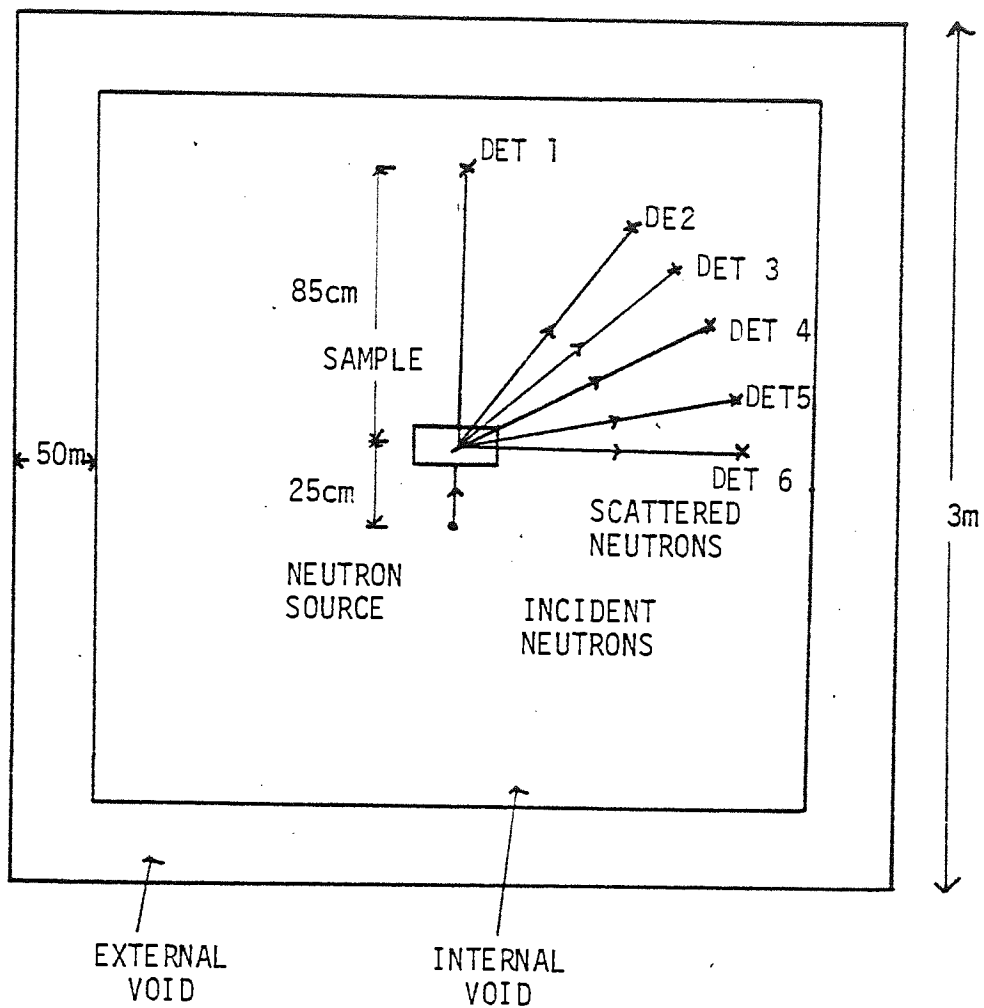 DET 1
DE2
DET 3
85cm
DET 4
SAMPLE
DET5
50m
DET 6
25cm
SCATTERED
NEUTRONS
3m
NEUTRON
SOURCE
INCIDENT
NEUTRONS
EXTERNAL
VOID
INTERNAL
VOID